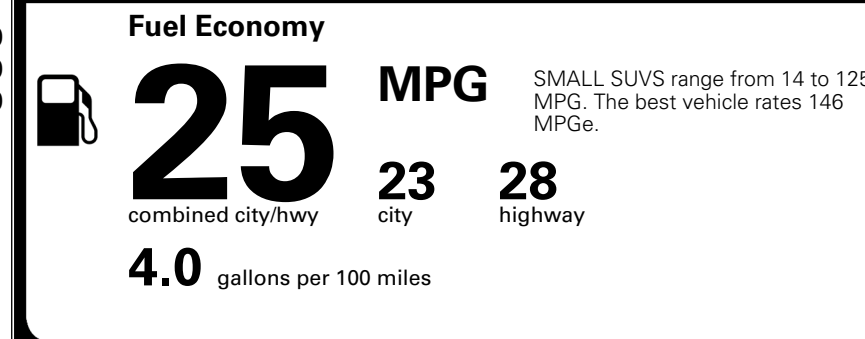 Fuel Economy
25
MPG
SMALL SUVS range from 14 to 125
MPG. The best vehicle rates 146
MPGe.
23
28
combined city/hwy
city
highway
4.0 gallons per 100 miles